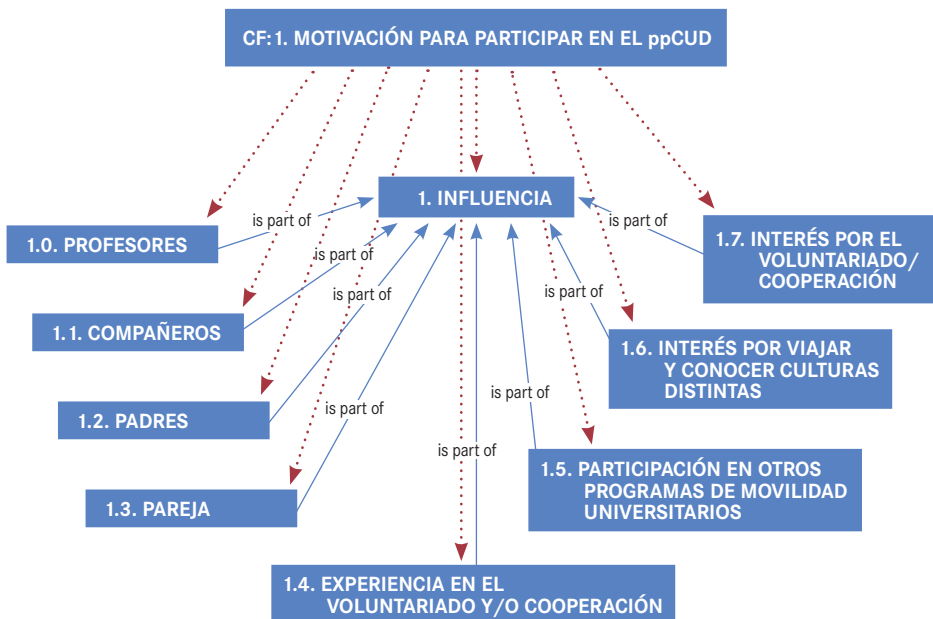 CF:1. MOTIVACIÓN PARA PARTICIPAR EN EL ppCUD
1. INFLUENCIA
is part of
is part of
1.0. PROFESORES
1.7. INTERÉS POR EL
VOLUNTARIADO/
COOPERACIÓN
is part of
is part of
is part of
1.1. COMPAÑEROS
1.6. INTERÉS POR VIAJAR
Y CONOCER CULTURAS
DISTINTAS
is part of
is part of
is part of
1.2. PADRES
1.5. PARTICIPACIÓN EN OTROS
PROGRAMAS DE MOVILIDAD
UNIVERSITARIOS
1.3. PAREJA
1.4. EXPERIENCIA EN EL
VOLUNTARIADO Y/O COOPERACIÓN